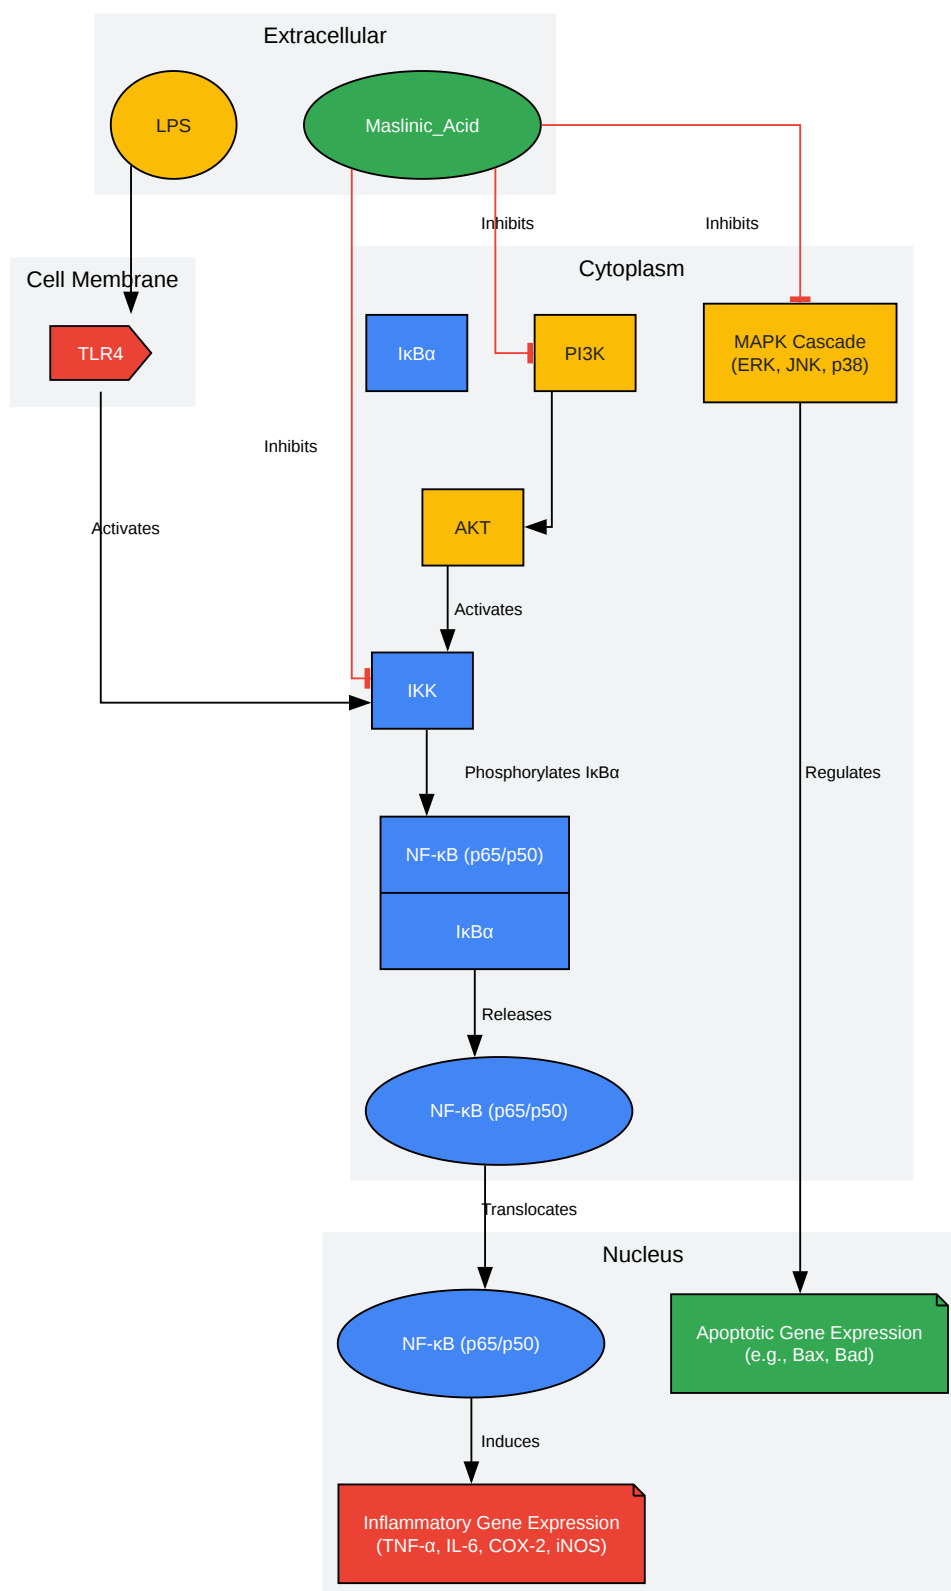 Extracellular
LPS
Maslinic_Acid
Inhibits
Inhibits
Cell Membrane
Cytoplasm
TLR4
IκBα
PI3K
MAPK Cascade
(ERK, JNK, p38)
Inhibits
Activates
AKT
Activates
IKK
Phosphorylates IκBα
Regulates
NF-κB (p65/p50)
IκBα
Releases
NF-κB (p65/p50)
Translocates
Nucleus
NF-κB (p65/p50)
Apoptotic Gene Expression
(e.g., Bax, Bad)
Induces
Inflammatory Gene Expression
(TNF-α, IL-6, COX-2, iNOS)